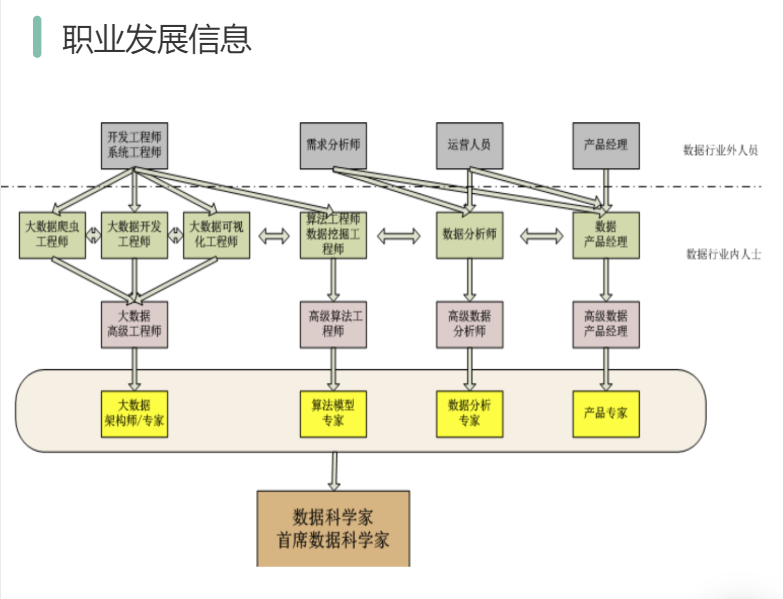 职业发展信息
开发工程师
系统工程师
需求分析师
运营人员
产品经理
数据行业外人员
大数据爬虫
工程师
大数据开发
工程师
大数据可视
化工程师
算法工程师
数据挖掘工
程师
数据分析师
数据
产品经理
数据行业内人士
大数据
高级工程师
高级算法工
程师
高级数据
分析师
高级数据
产品经理
大数据
架构师/专家
算法模型
专家
数据分析
专家
产品专家
数据科学家
首席数据科学家